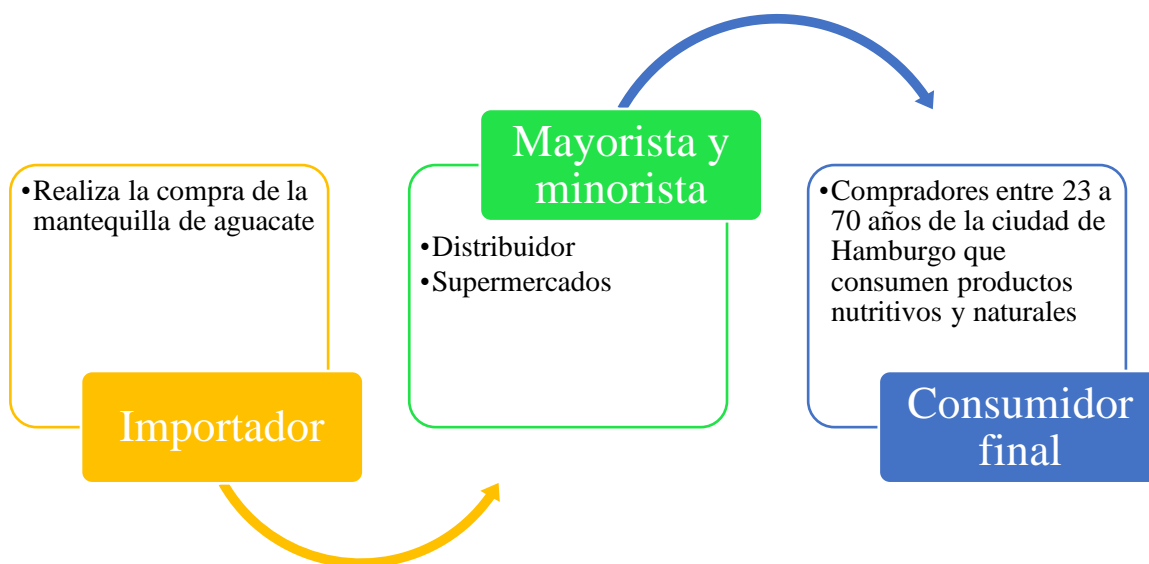 •Realiza la compra de la
mantequilla de aguacate
Importador
Mayorista y
minorista
•Distribuidor
•Supermercados
•Compradores entre 23 a
70 años de la ciudad de
Hamburgo que
consumen productos
nutritivos y naturales
Consumidor
final